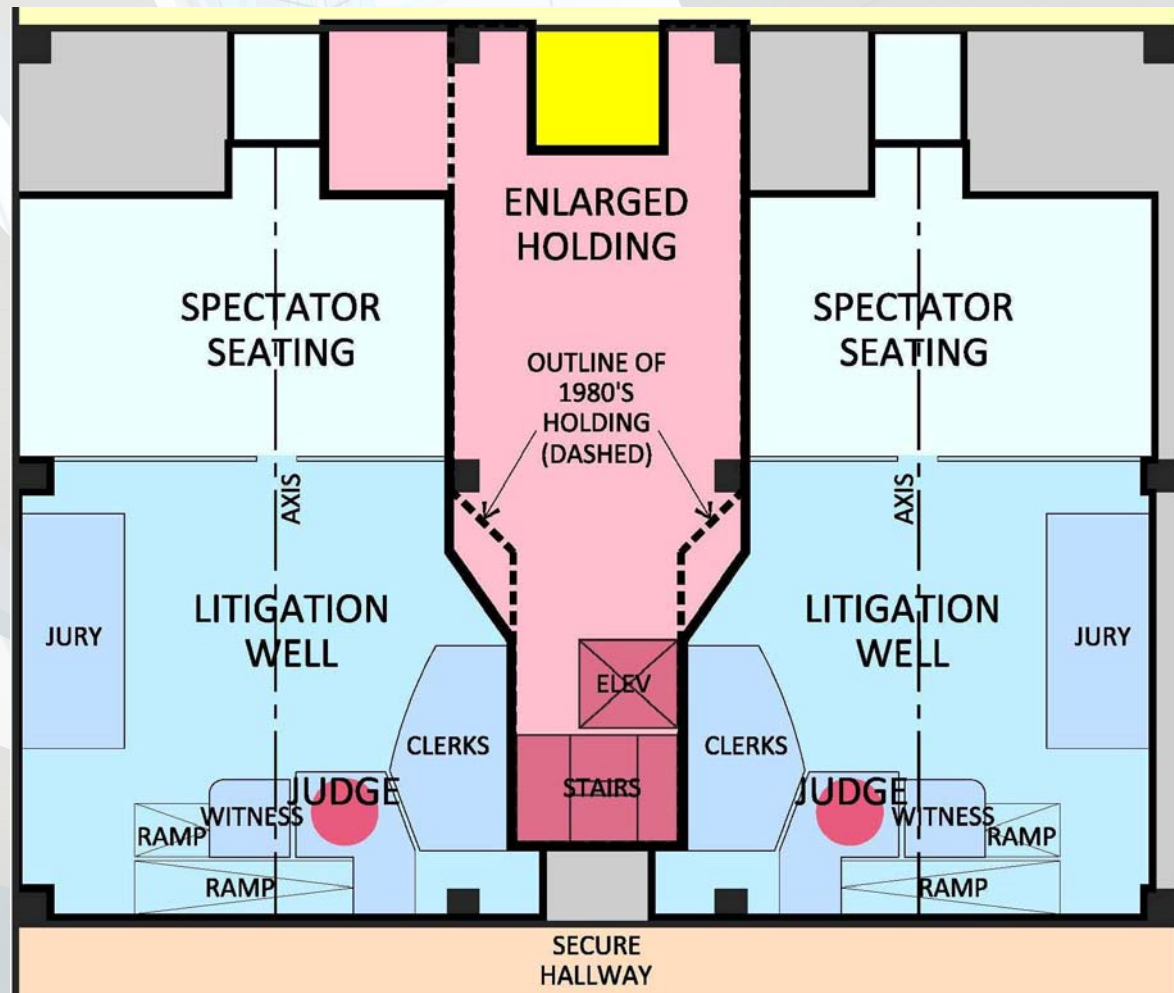 ENLARGED
HOLDING
SPECTATOR
SEATING
SPECTATOR
SEATING
OUTLINE OF
1980'S
HOLDING
(DASHED)
AXIS
AXIS
LITIGATION
WELL
LITIGATION
WELL
JURY
JURY
ELEV
CLERKS
CLERKS
STAIRS
JUDGE
JUDGE
WITNESS
WITNESS
RAMP
RAMP
RAMP
RAMP
SECURE
HALLWAY